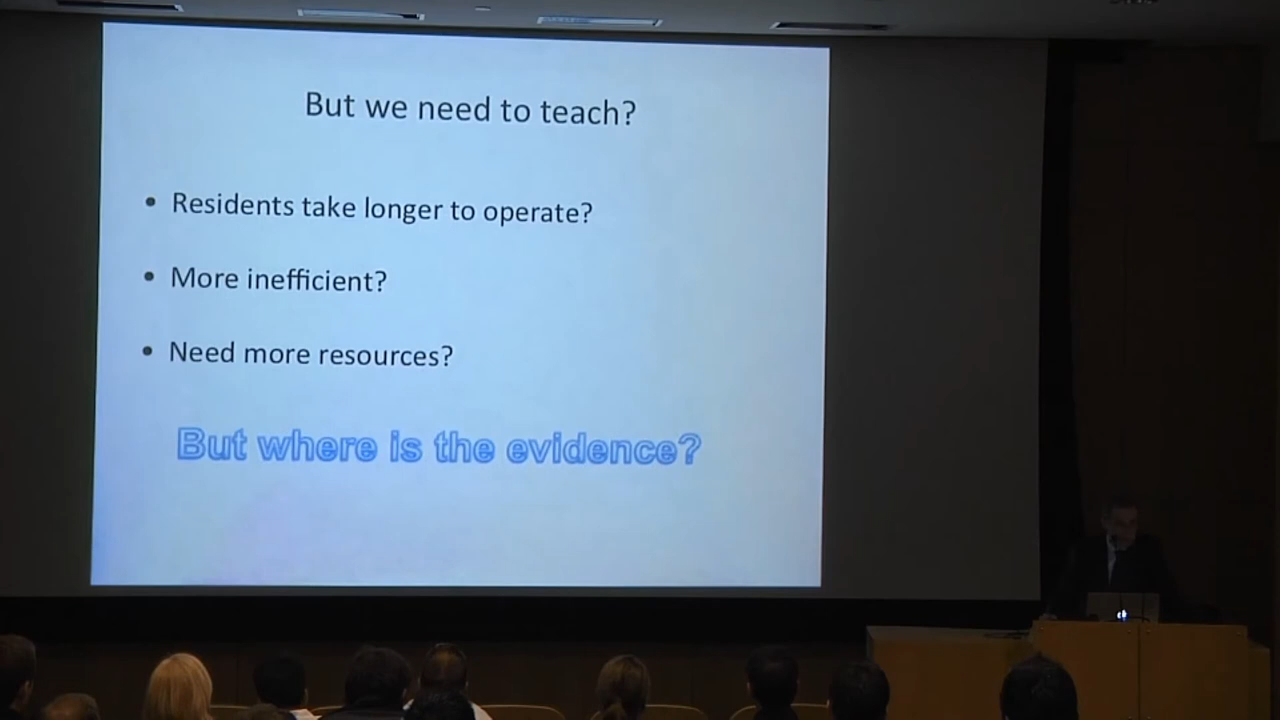 But we need to teach?
• Residents take longer to operate?
• More inefficient?
• Need more resources?
But where is the evidence?